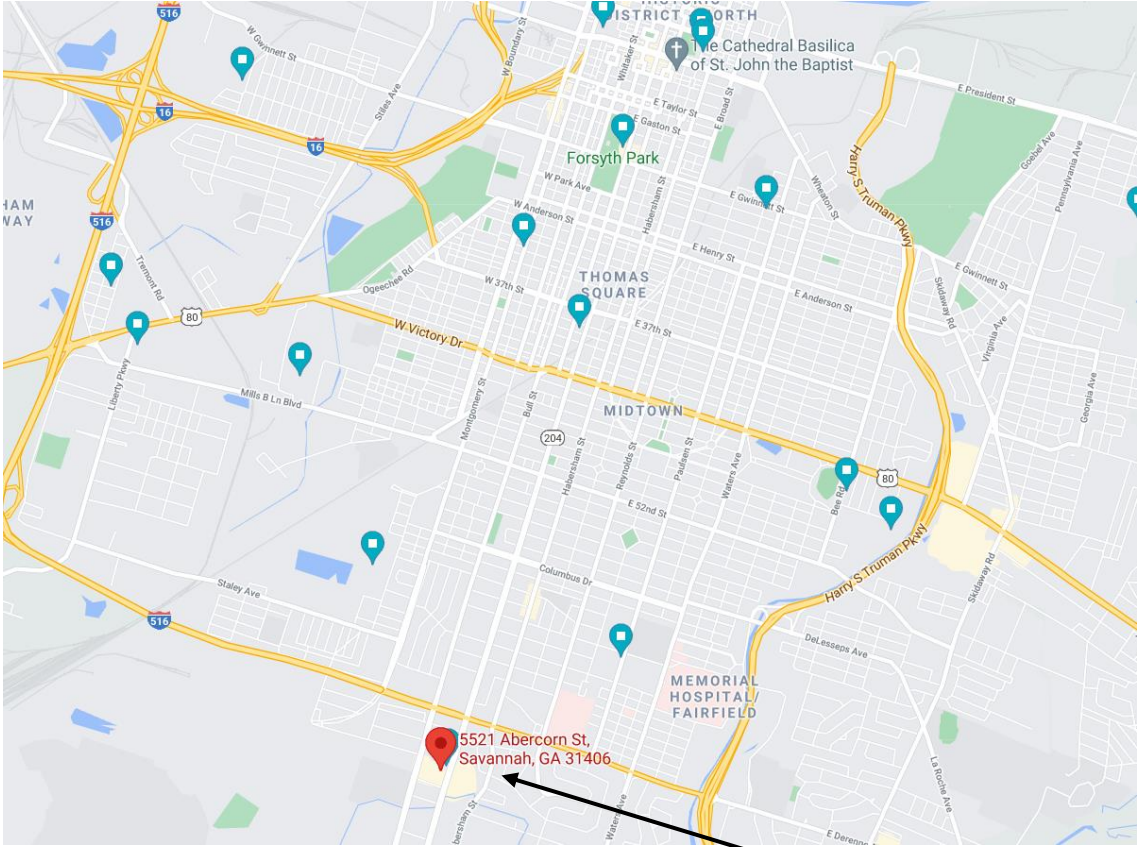 516
HISTORIC
DISTRICT - NORTH
The Cathedral Basilica
of St. John the Baptist
W Gwinnett St
W Boundary St
Whitaker St
Stiles Ave
E Broad St
E President St
E Taylor St
E Gaston St
16
16
Forsyth Park
Harry S Truman Pkwy
Goebel Ave
Pennsylvania Ave
W Park Ave
Habersham St
E Gwinnett St
Wheaton St
HAM
WAY
516
W Anderson St
E Henry St
Tremont Rd
Ogeechee Rd
W 37th St
THOMAS
SQUARE
E Anderson St
E Gwinnett St
Skidaway Rd
80
W Victory Dr
E 37th St
Virginia Ave
Liberty Pkwy
Mills B Ln Blvd
Montgomery St
Bull St
MIDTOWN
Georgia Ave
204
Habersham St
Reynolds St
Paulsen St
Waters Ave
80
Bee Rd
E 52nd St
Harry S Truman Pkwy
Skidaway Rd
Columbus Dr
Staley Ave
516
DeLesseps Ave
MEMORIAL
HOSPITAL/
FAIRFIELD
5521 Abercorn St,
Savannah, GA 31406
La Roche Ave
Waters Ave
bersham St
E Derenne